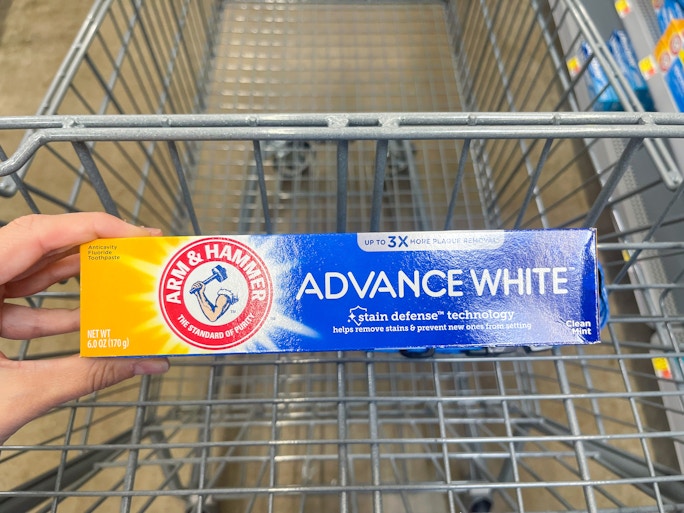 Anticavity
Fluoride
Toothpaste
ARM & HAMMER
THE STANDARD OF PURITY
NET WT
6.0 OZ (170 g)
UP TO 3X MORE PLAQUE REMOVAL
ADVANCE WHITE™
stain defense™ technology
helps remove stains & prevent new ones from setting
Clean
Mint